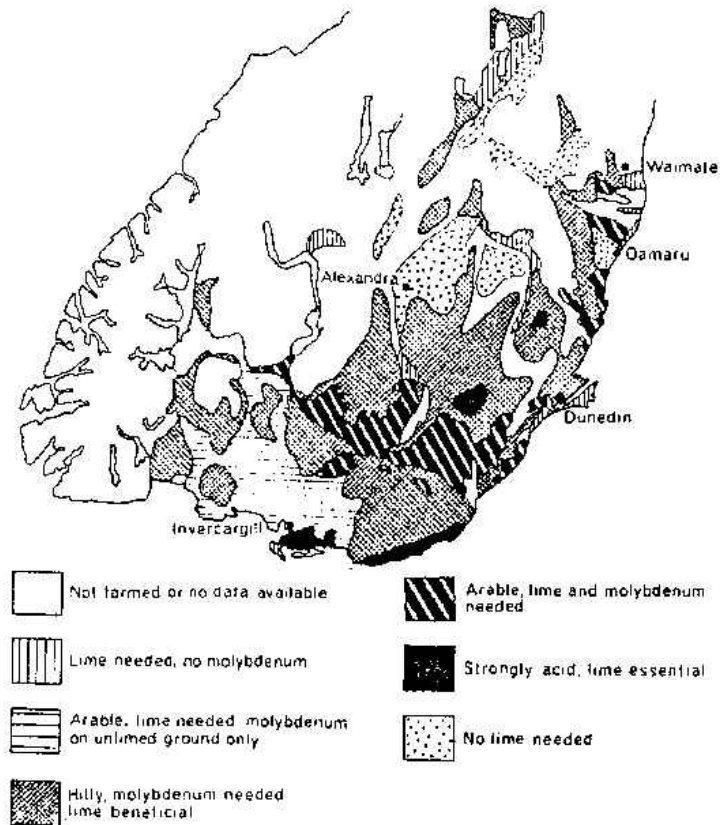 Waimate
Oamaru
Alexandra
Dunedin
Invercargill
Not farmed or no data available
Lime needed, no molybdenum
Arable, lime needed molybdenum
on unlimed ground only
Hilly, molybdenum needed
lime beneficial
Arable, lime and molybdenum
needed
Strongly acid, lime essential
No lime needed